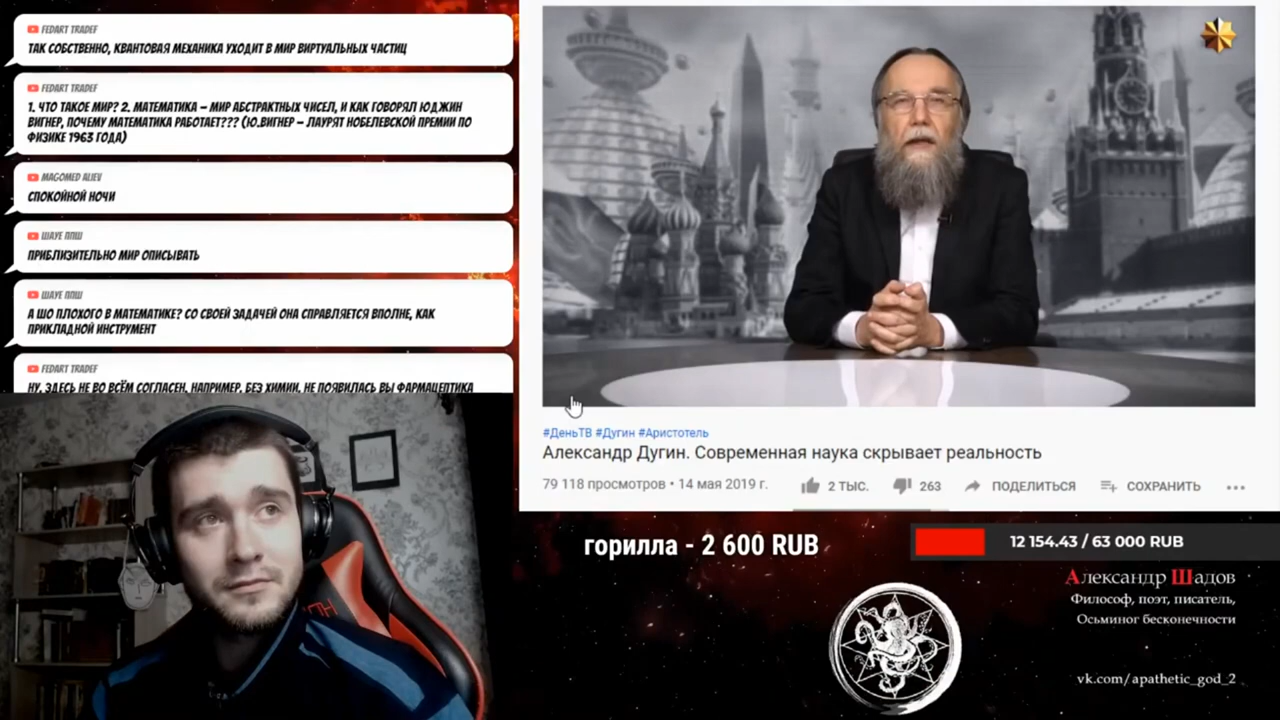 FEDART TRADEF
ТАК СОБСТВЕННО, КВАНТОВАЯ МЕХАНИКА УХОДИТ В МИР ВИРТУАЛЬНЫХ ЧАСТИЦ
FEDART TRADEF
1. ЧТО ТАКОЕ МИР? 2. МАТЕМАТИКА – МИР АБСТРАКТНЫХ ЧИСЕЛ, И КАК ГОВОРЯЛ ЮДЖИН
ВИГНЕР, ПОЧЕМУ МАТЕМАТИКА РАБОТАЕТ??? (Ю.ВИГНЕР – ЛАУРЯТ НОБЕЛЕВСКОЙ ПРЕМИИ ПО
ФИЗИКЕ 1963 ГОДА)
MAGOMED ALIEV
СПОКОЙНОЙ НОЧИ
ШАУЕ ППШ
ПРИБЛИЗИТЕЛЬНО МИР ОПИСЫВАТЬ
ШАУЕ ППШ
А ШО ПЛОХОГО В МАТЕМАТИКЕ? СО СВОЕЙ ЗАДАЧЕЙ ОНА СПРАВЛЯЕТСЯ ВПОЛНЕ, КАК
ПРИКЛАДНОЙ ИНСТРУМЕНТ
FEDART TRADEF
НУ, ЗДЕСЬ НЕ ВО ВСЁМ СОГЛАСЕН, НАПРИМЕР, БЕЗ ХИМИИ, НЕ ПОЯВИЛАСЬ ВЫ ФАРМАЦЕПТИКА
#ДеньТВ #Дугин #Аристотель
Александр Дугин. Современная наука скрывает реальность
79 118 просмотров • 14 мая 2019 г. 2 ТЫС. 263 ПОДЕЛИТЬСЯ СОХРАНИТЬ
горилла - 2 600 RUB
12 154.43 / 63 000 RUB
Александр Шадов
Философ, поэт, писатель,
Осьминог бесконечности
vk.com/apathetic_god_2